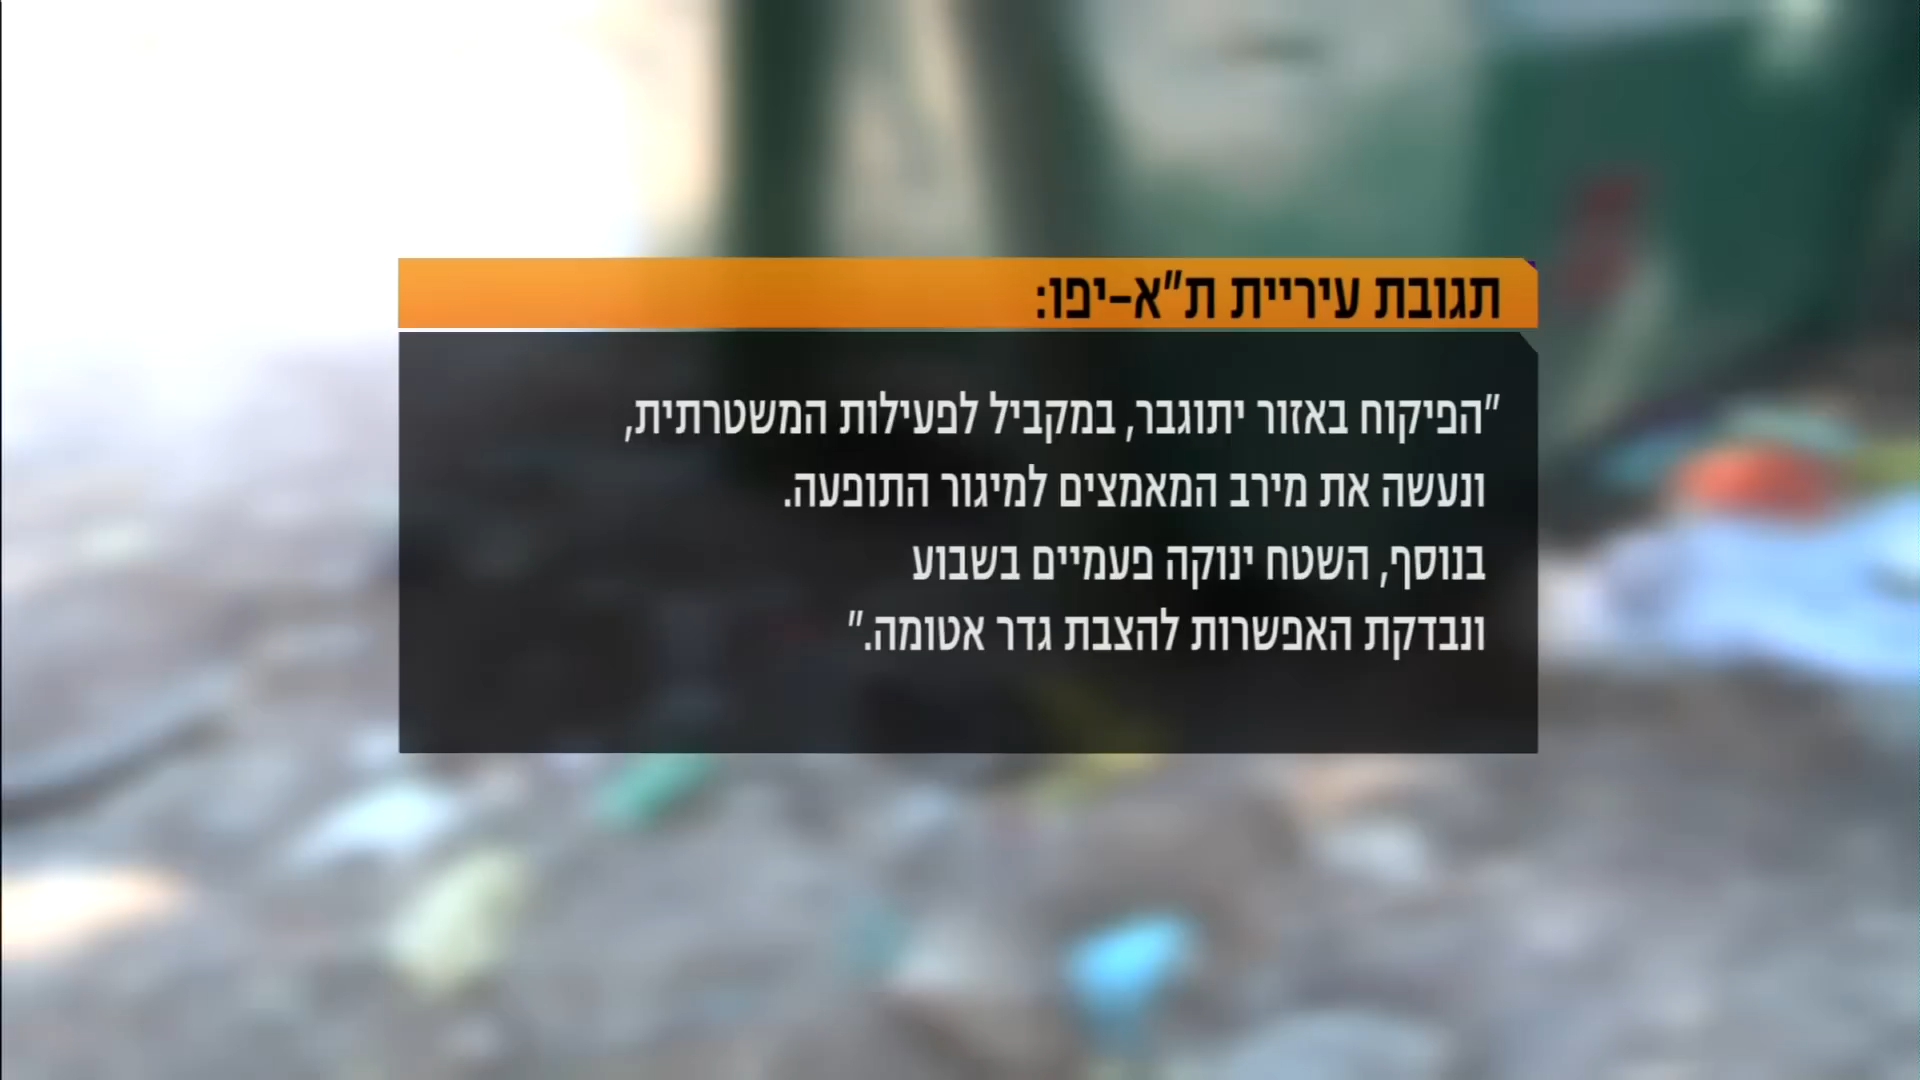 תגובת עיריית ת"א-יפו:
"הפיקוח באזור יתוגבר, במקביל לפעילות המשטרתית,
ונעשה את מירב המאמצים למיגור התופעה.
בנוסף, השטח ינוקה פעמיים בשבוע
ונבדקת האפשרות להצבת גדר אטומה."